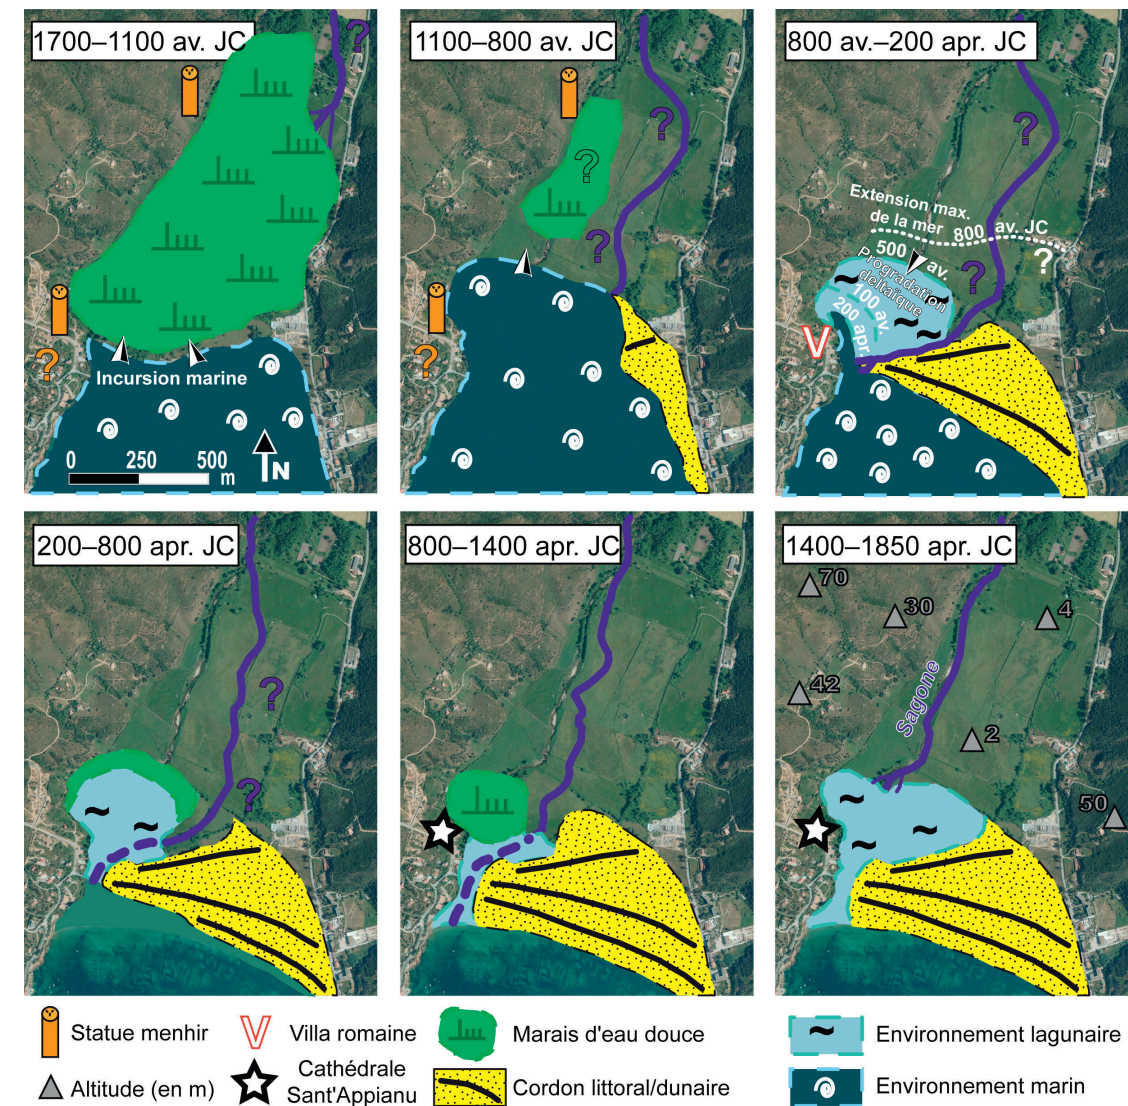 1700–1100 av. JC
?
?
Incursion marine
0 250 500
m
N
1100–800 av. JC
?
?
?
?
800 av.–200 apr. JC
?
Extension max.
de la mer 800 av. JC
?
500 av.
Progradation
deltaïque
?
100 av.
200 apr.
V
200–800 apr. JC
?
?
800–1400 apr. JC
1400–1850 apr. JC
70
30
4
42
Sagone
2
50
Statue menhir
V Villa romaine
Marais d'eau douce
Environnement lagunaire
Altitude (en m)
Cathédrale
Sant'Appianu
Cordon littoral/dunaire
Environnement marin